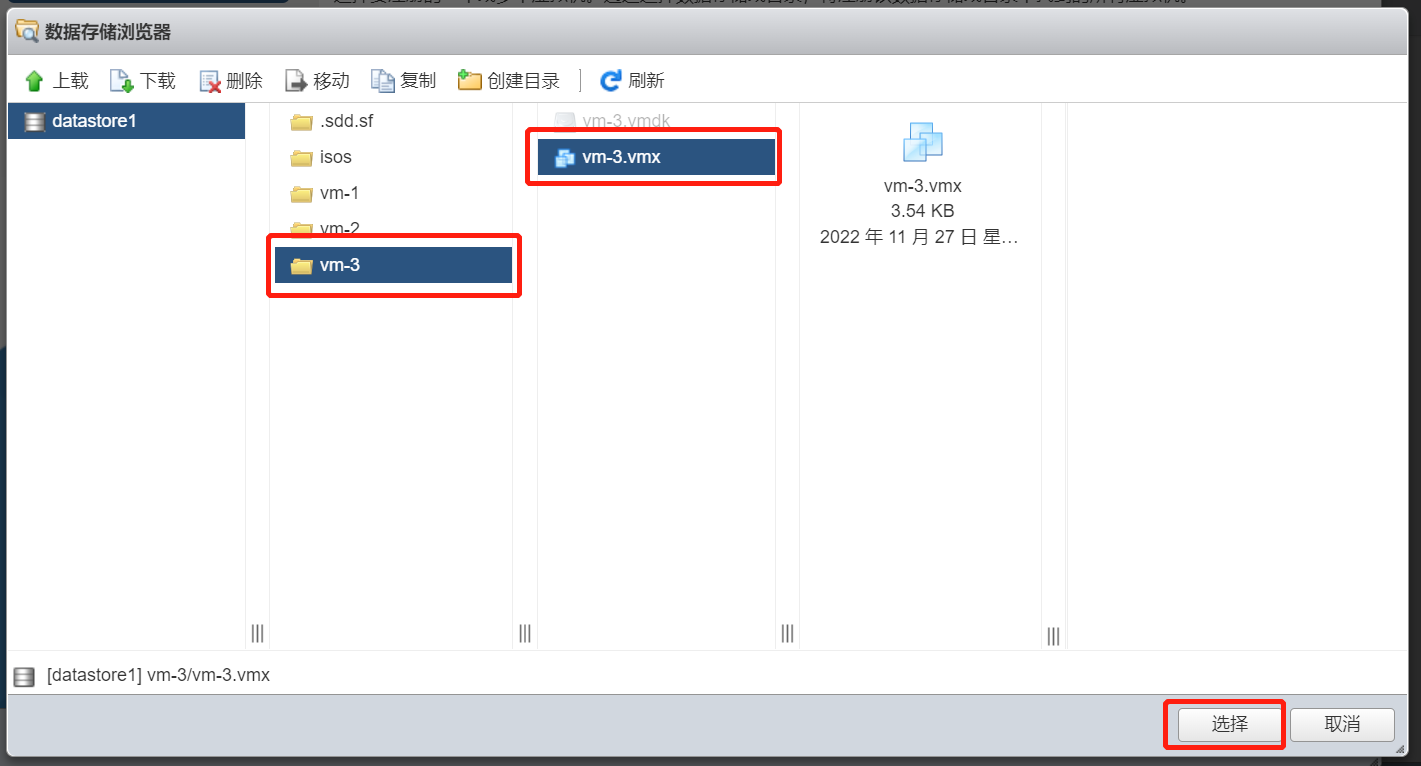 数据存储浏览器
上载 下载 删除 移动 复制 创建目录 刷新
datastore1
.sdd.sf
isos
vm-1
vm-2
vm-3
vm-3.vmdk
vm-3.vmx
vm-3.vmx
3.54 KB
2022 年 11 月 27 日 星...
[datastore1] vm-3/vm-3.vmx
选择 取消